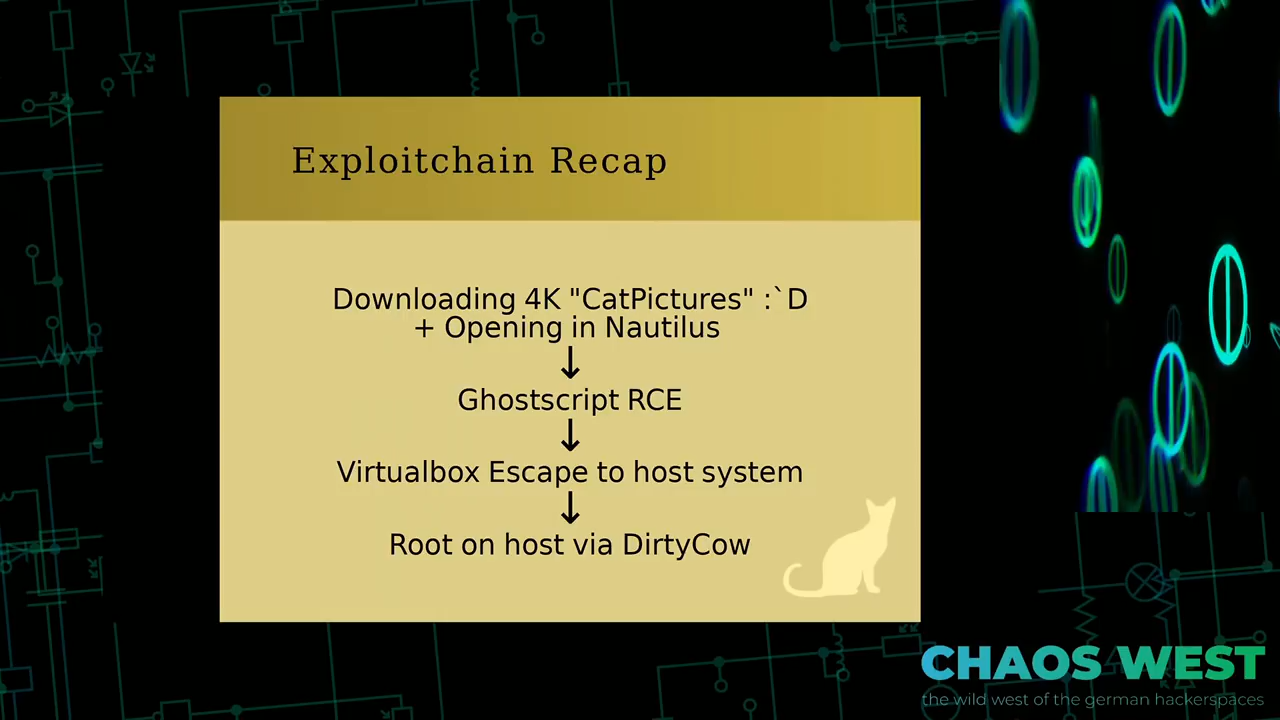 Exploitchain Recap
Downloading 4K "CatPictures" :`D
+ Opening in Nautilus
↓
Ghostscript RCE
↓
Virtualbox Escape to host system
↓
Root on host via DirtyCow
CHAOS WEST
the wild west of the german hackerspaces